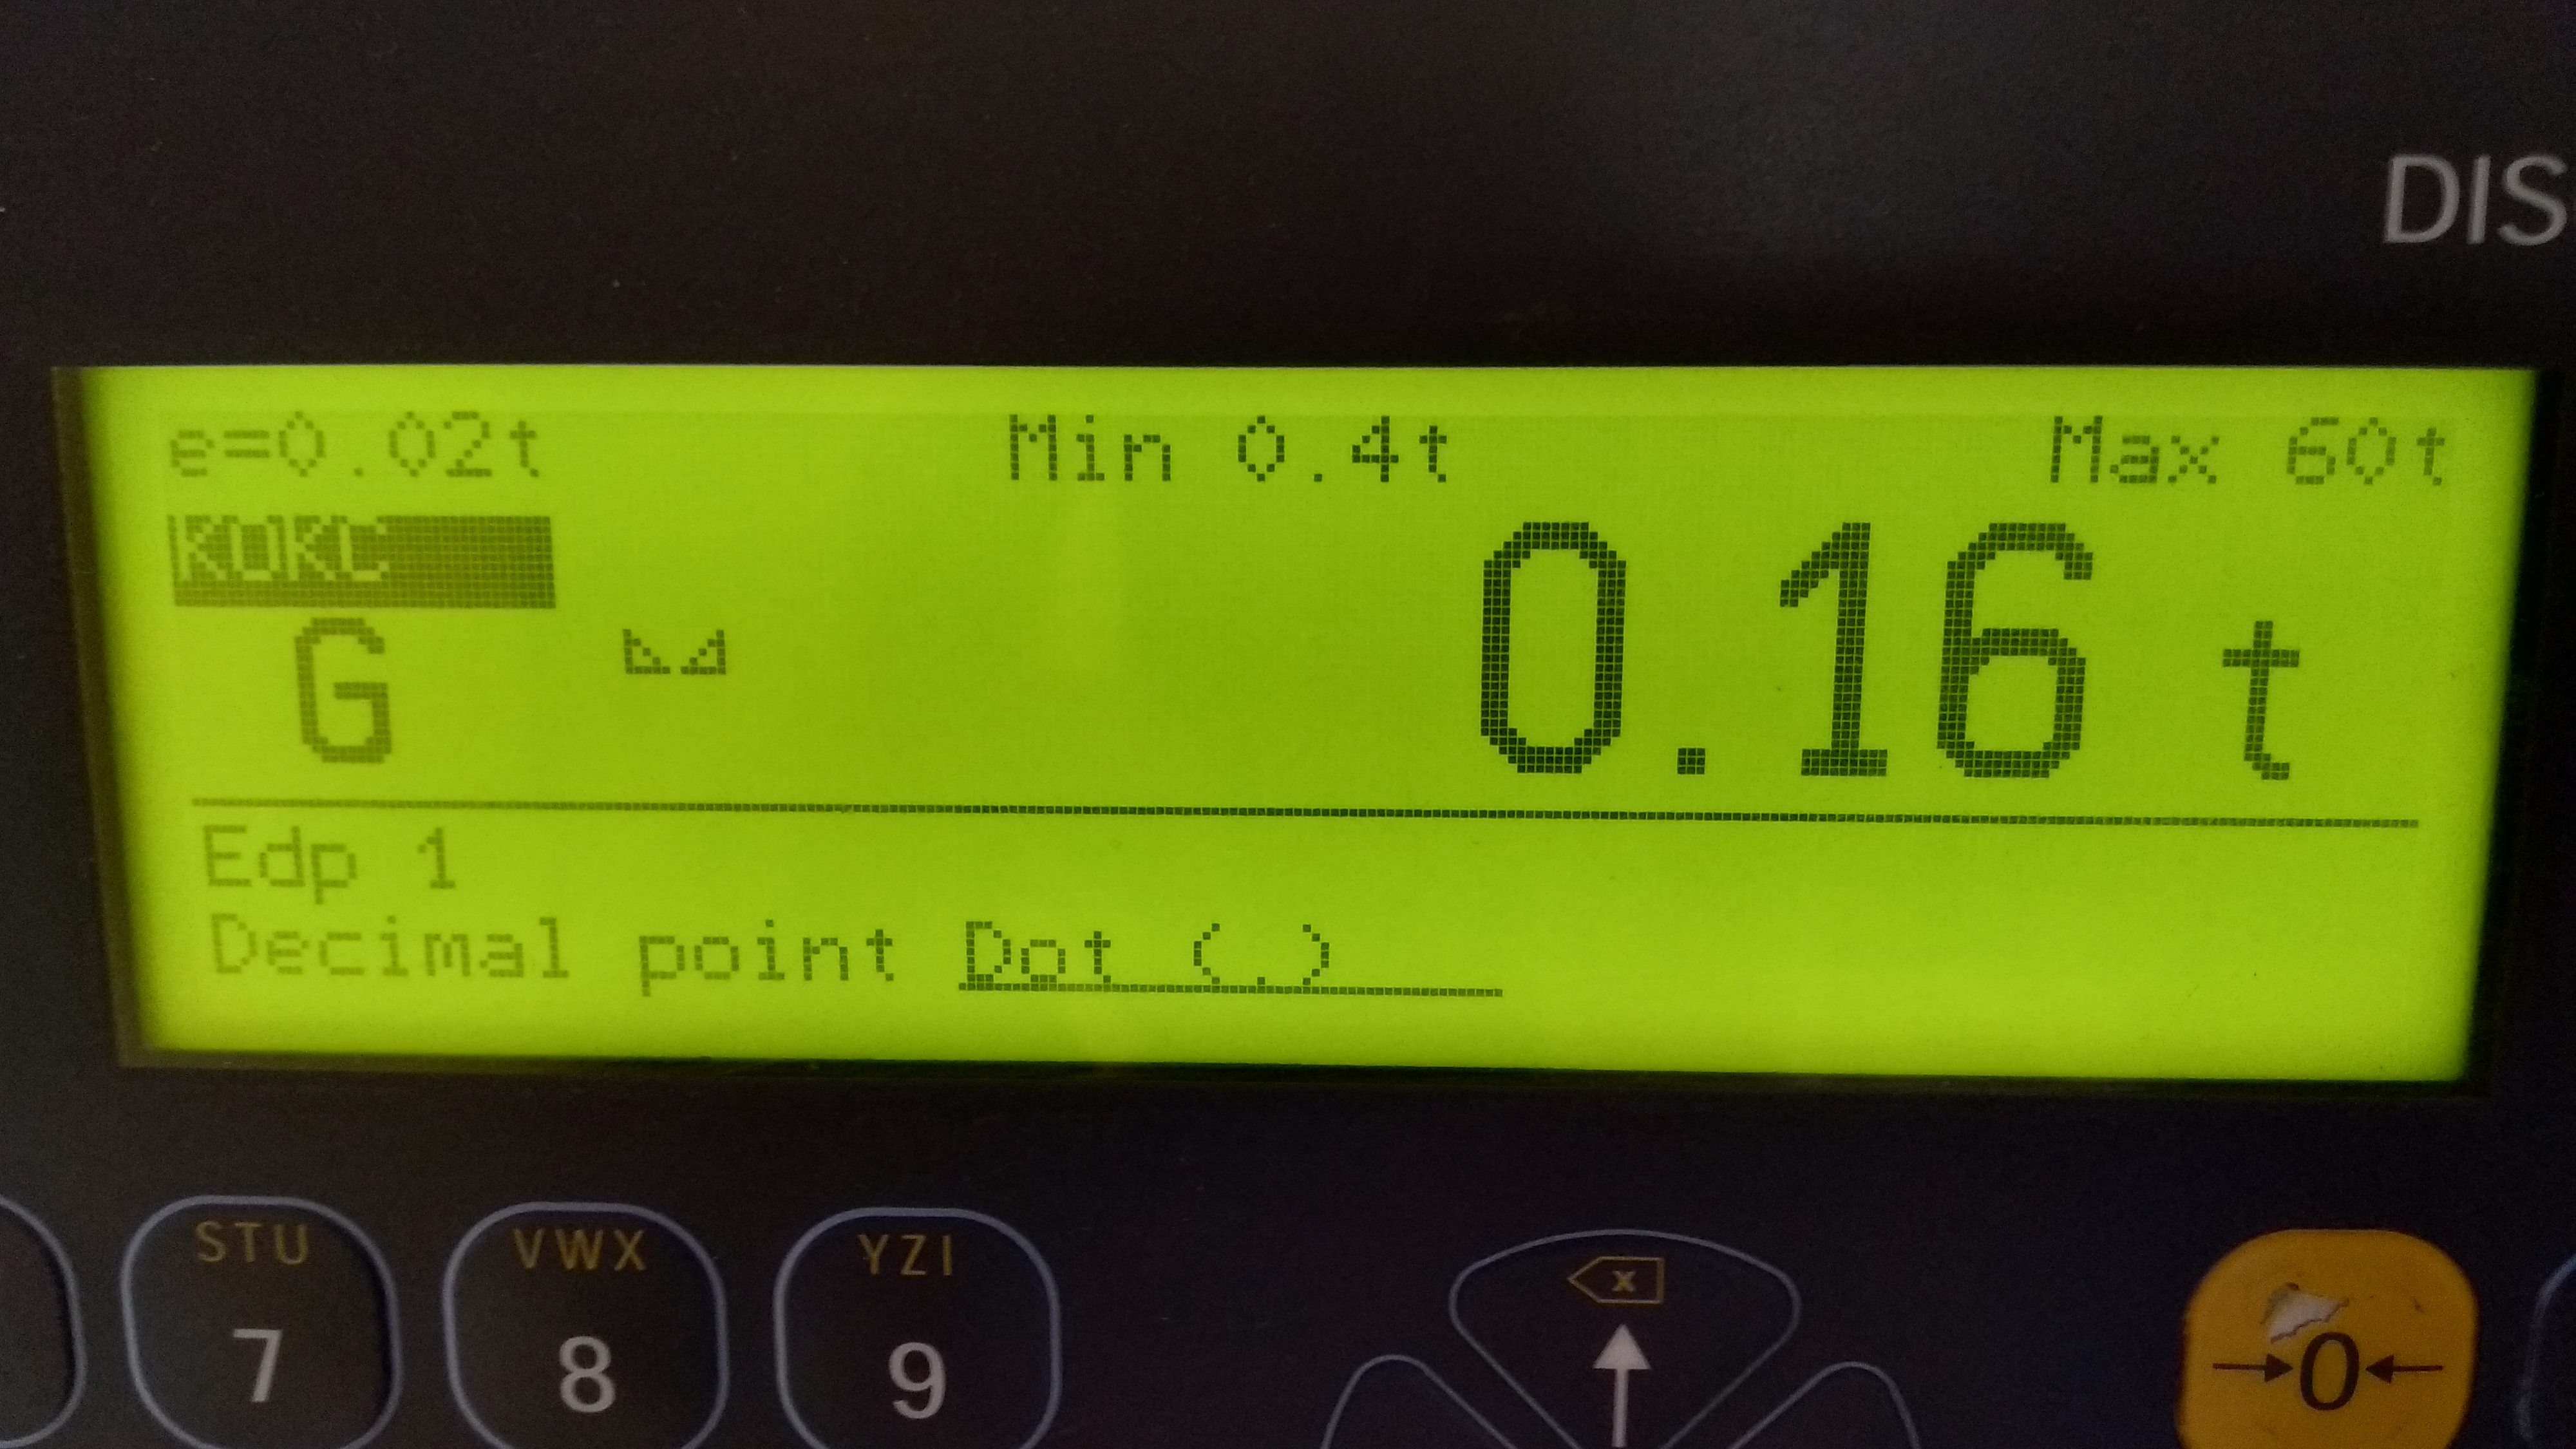 DIS
e=0.02t Min 0.4t Max 60t
KOKC
G 0.16 t
Edp 1
Decimal point Dot (.)
STU VWX YZI x
7 8 9 →0←